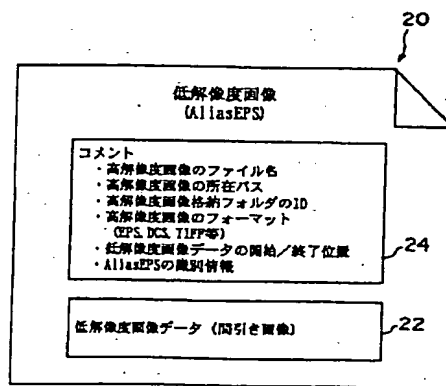 20
低解像度画像
(AliasEPS)
コメント
・高解像度画像のファイル名
・高解像度画像の所在パス
・高解像度画像格納フォルダのID
・高解像度画像のフォーマット
(EPS, DCS, TIFF等)
・低解像度画像データの開始/終了位置
・AliasEPSの識別情報
24
低解像度画像データ (間引き画像)
22